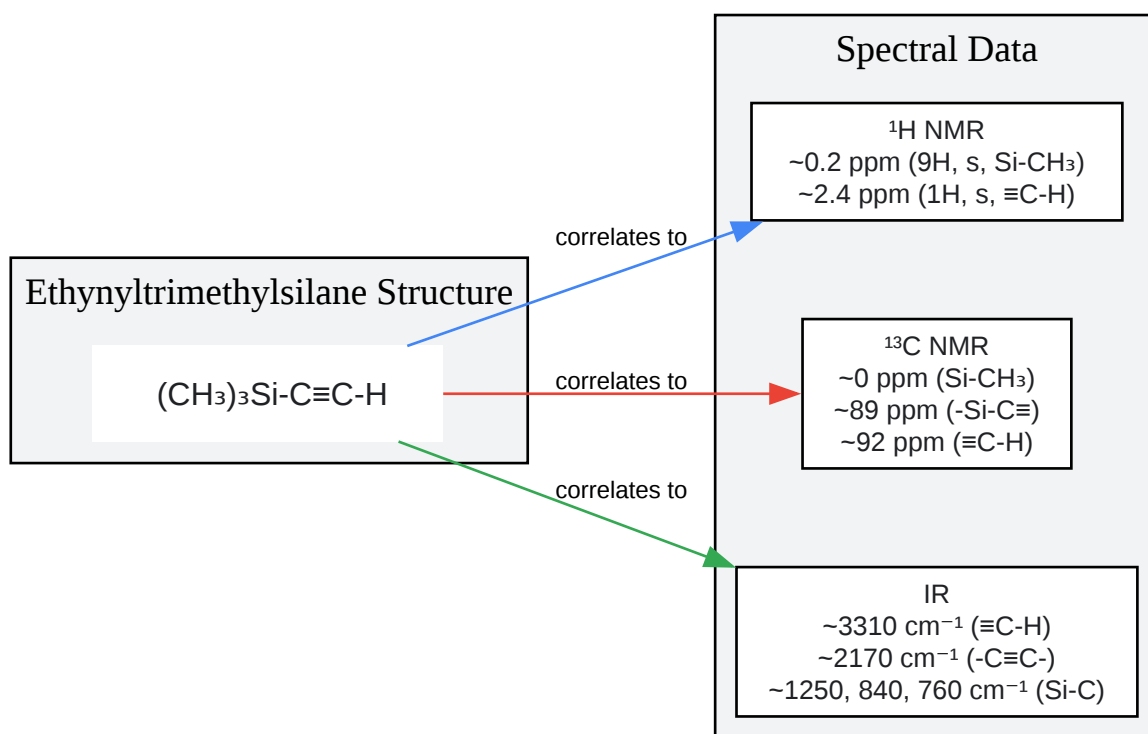 Spectral Data
¹H NMR
~0.2 ppm (9H, s, Si-CH₃)
~2.4 ppm (1H, s, ≡C-H)
correlates to
Ethynyltrimethylsilane Structure
(CH₃)₃Si-C≡C-H
correlates to
¹³C NMR
~0 ppm (Si-CH₃)
~89 ppm (-Si-C≡)
~92 ppm (≡C-H)
correlates to
IR
~3310 cm⁻¹ (≡C-H)
~2170 cm⁻¹ (-C≡C-)
~1250, 840, 760 cm⁻¹ (Si-C)